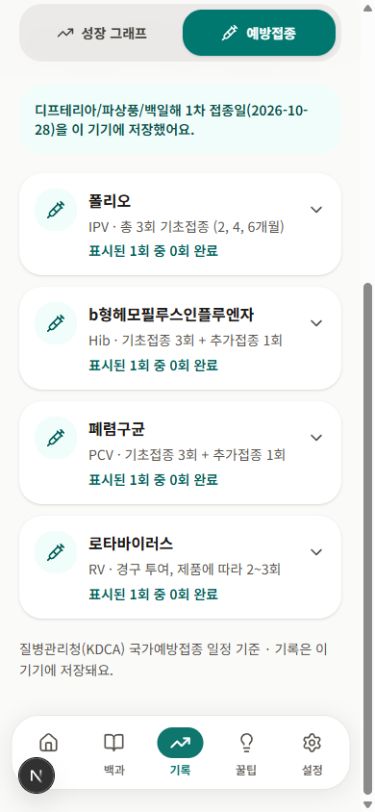 성장 그래프
예방접종
디프테리아/파상풍/백일해 1차 접종일(2026-10-
28)을 이 기기에 저장했어요.
폴리오
IPV · 총 3회 기초접종 (2, 4, 6개월)
표시된 1회 중 0회 완료
b형헤모필루스인플루엔자
Hib · 기초접종 3회 + 추가접종 1회
표시된 1회 중 0회 완료
폐렴구균
PCV · 기초접종 3회 + 추가접종 1회
표시된 1회 중 0회 완료
로타바이러스
RV · 경구 투여, 제품에 따라 2~3회
표시된 1회 중 0회 완료
질병관리청(KDCA) 국가예방접종 일정 기준 · 기록은 이
기기에 저장돼요.
백과
기록
꿀팁
설정
N